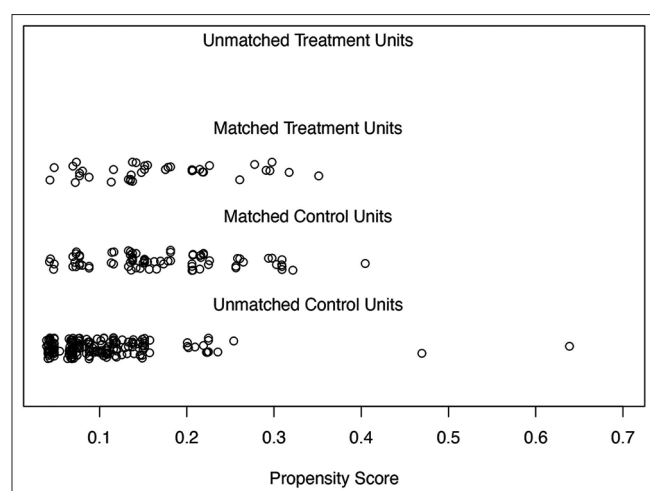 Unmatched Treatment Units
Matched Treatment Units
Matched Control Units
Unmatched Control Units
0.1 0.2 0.3 0.4 0.5 0.6 0.7
Propensity Score